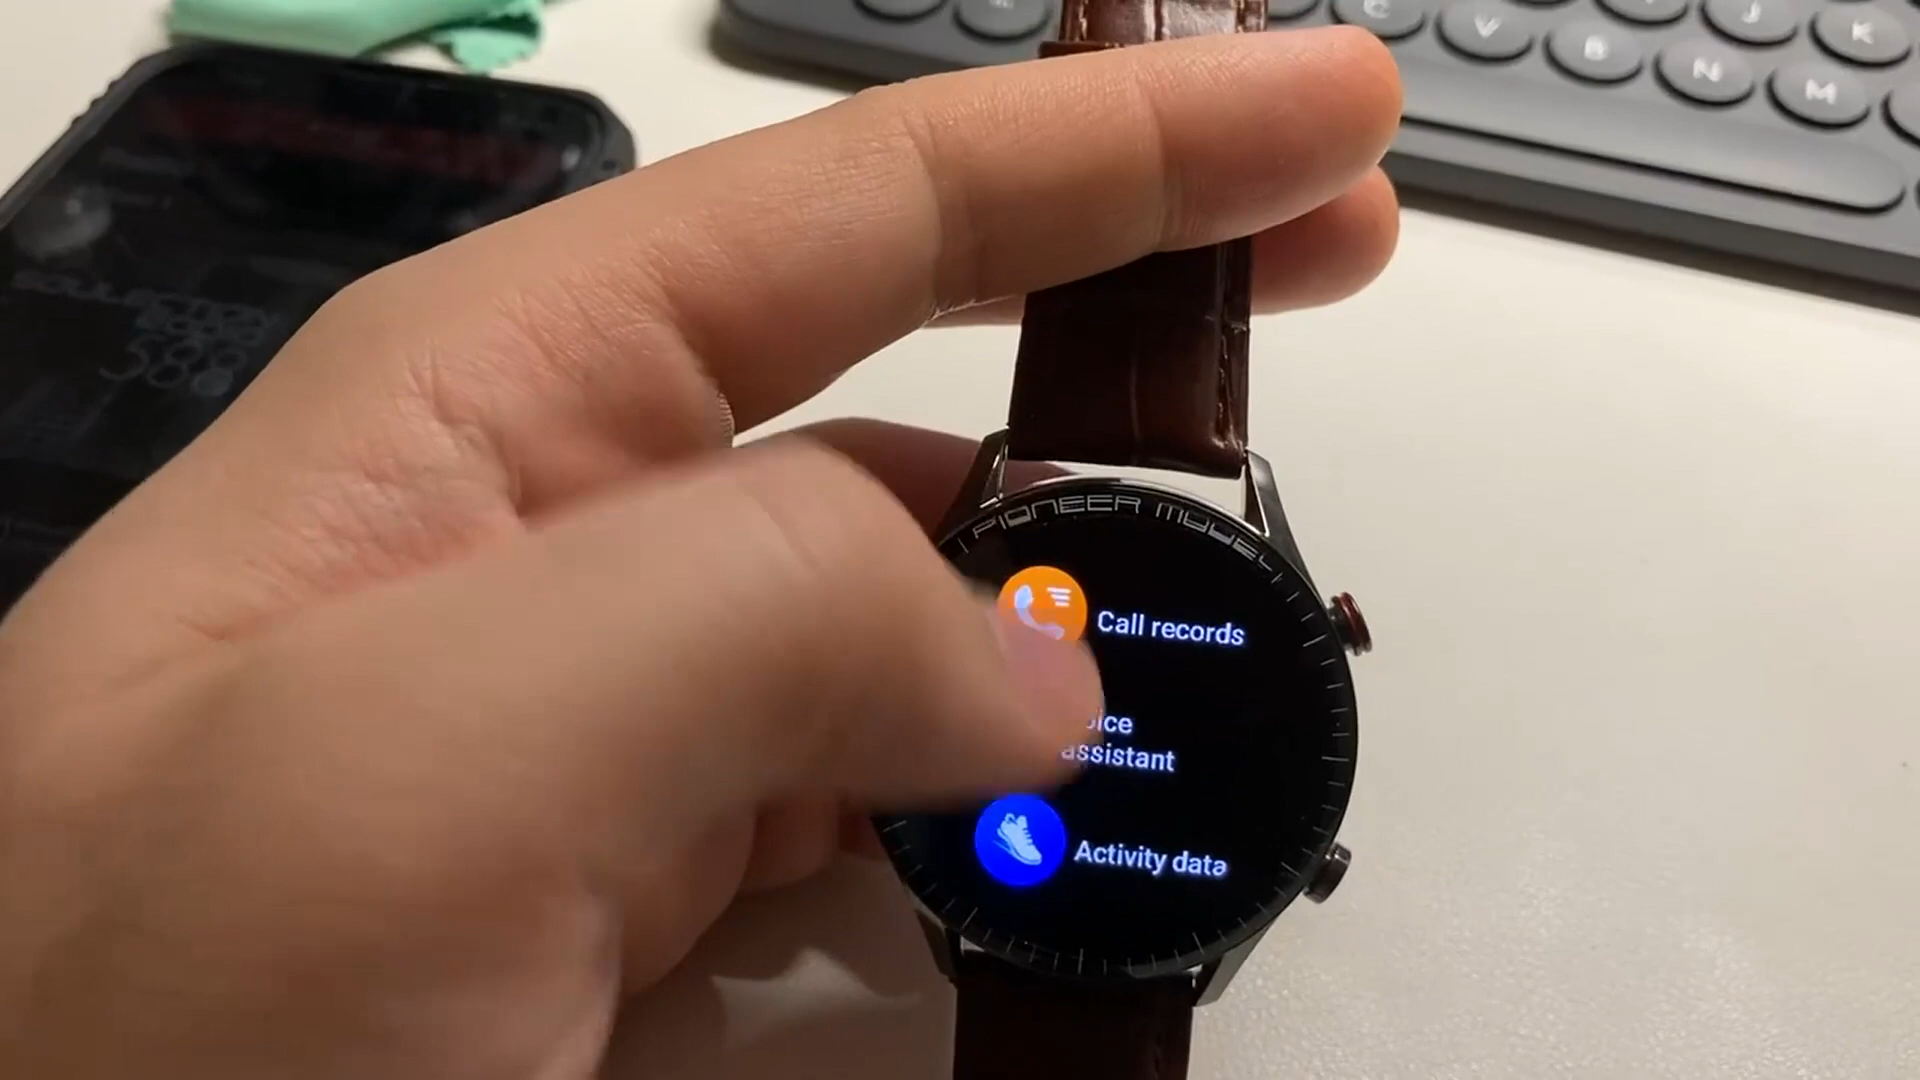 C
V
B
N
J
M
K
PIONEER MODEL
Call records
assistant
Activity data